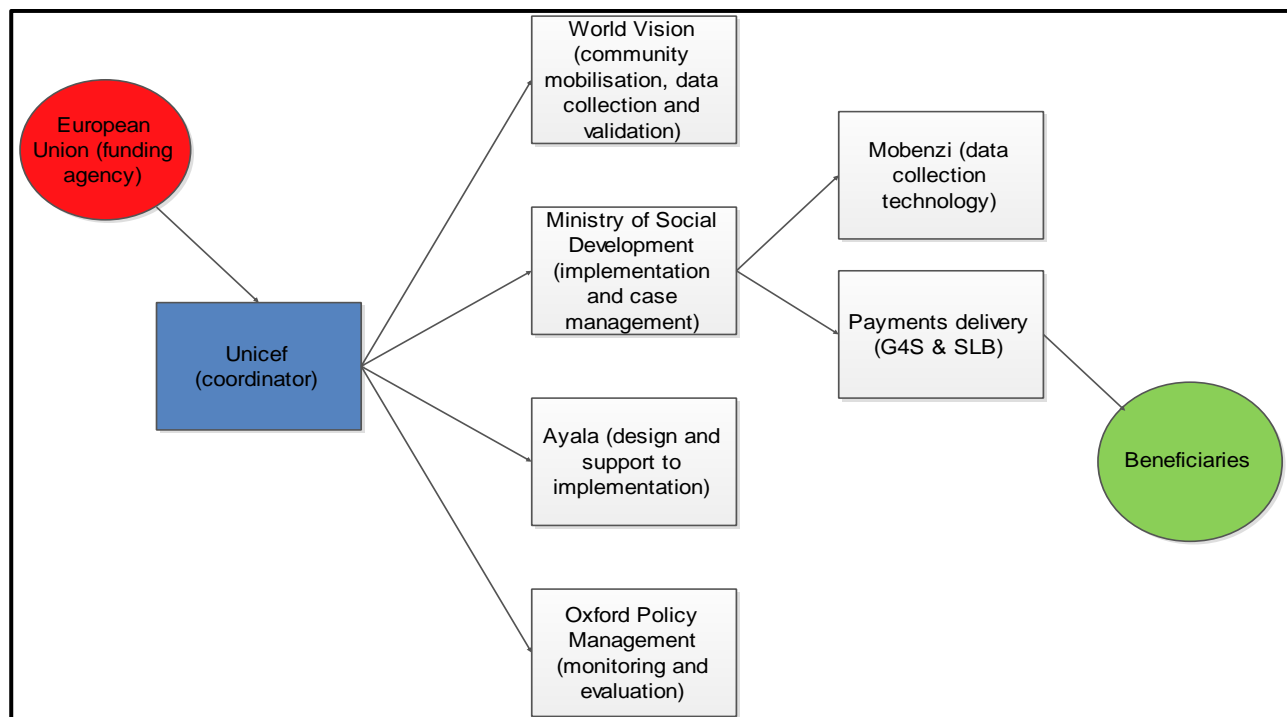 European
Union (funding
agency)
Unicef
(coordinator)
World Vision
(community
mobilisation, data
collection and
validation)
Ministry of Social
Development
(implementation
and case
management)
Ayala (design and
support to
implementation)
Oxford Policy
Management
(monitoring and
evaluation)
Mobenzi (data
collection
technology)
Payments delivery
(G4S & SLB)
Beneficiaries